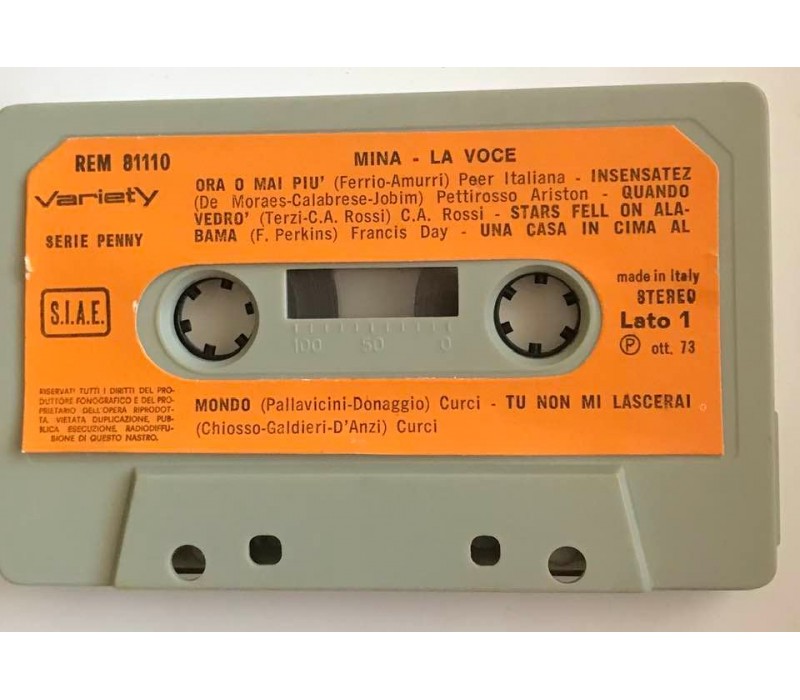 REM 81110
MINA - LA VOCE
Variety
SERIE PENNY
ORA O MAI PIU' (Ferrio-Amurri) Peer Italiana - INSENSATEZ
(De Moraes-Calabrese-Jobim) Pettirosso Ariston - QUANDO
VEDRO' (Terzi-C.A. Rossi) C.A. Rossi - STARS FELL ON ALA-
BAMA (F. Perkins) Francis Day - UNA CASA IN CIMA AL
S.I.A.E.
100 50 0
made in Italy
STEREO
Lato 1
Ⓟ ott. 73
RISERVATI TUTTI I DIRITTI DEL PRO-
DUTTORE FONOGRAFICO E DEL PRO-
PRIETARIO DELL'OPERA RIPRODOT-
TA. VIETATA DUPLICAZIONE, PUB-
BLICA ESECUZIONE, RADIODIFFU-
SIONE DI QUESTO NASTRO.
MONDO (Pallavicini-Donaggio) Curci - TU NON MI LASCERAI
(Chiosso-Galdieri-D'Anzi) Curci